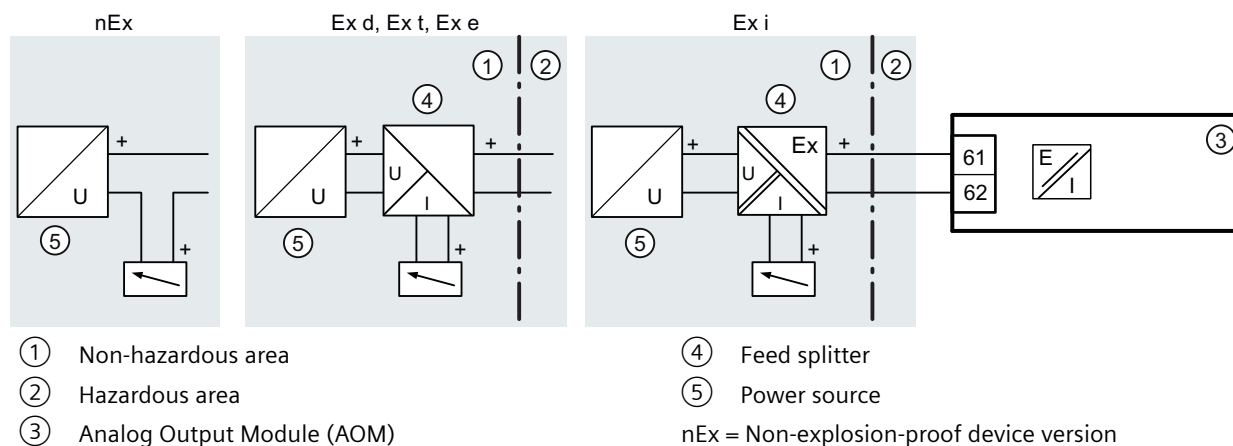 nEx
Ex d, Ex t, Ex e
Ex i
+
U
+
⑤
① ②
④
+
U
U
I
+
+
⑤
① ②
④
+
U
U
Ex
I
+
+
⑤
61
62
E
I
③
① Non-hazardous area
② Hazardous area
③ Analog Output Module (AOM)
④ Feed splitter
⑤ Power source
nEx = Non-explosion-proof device version